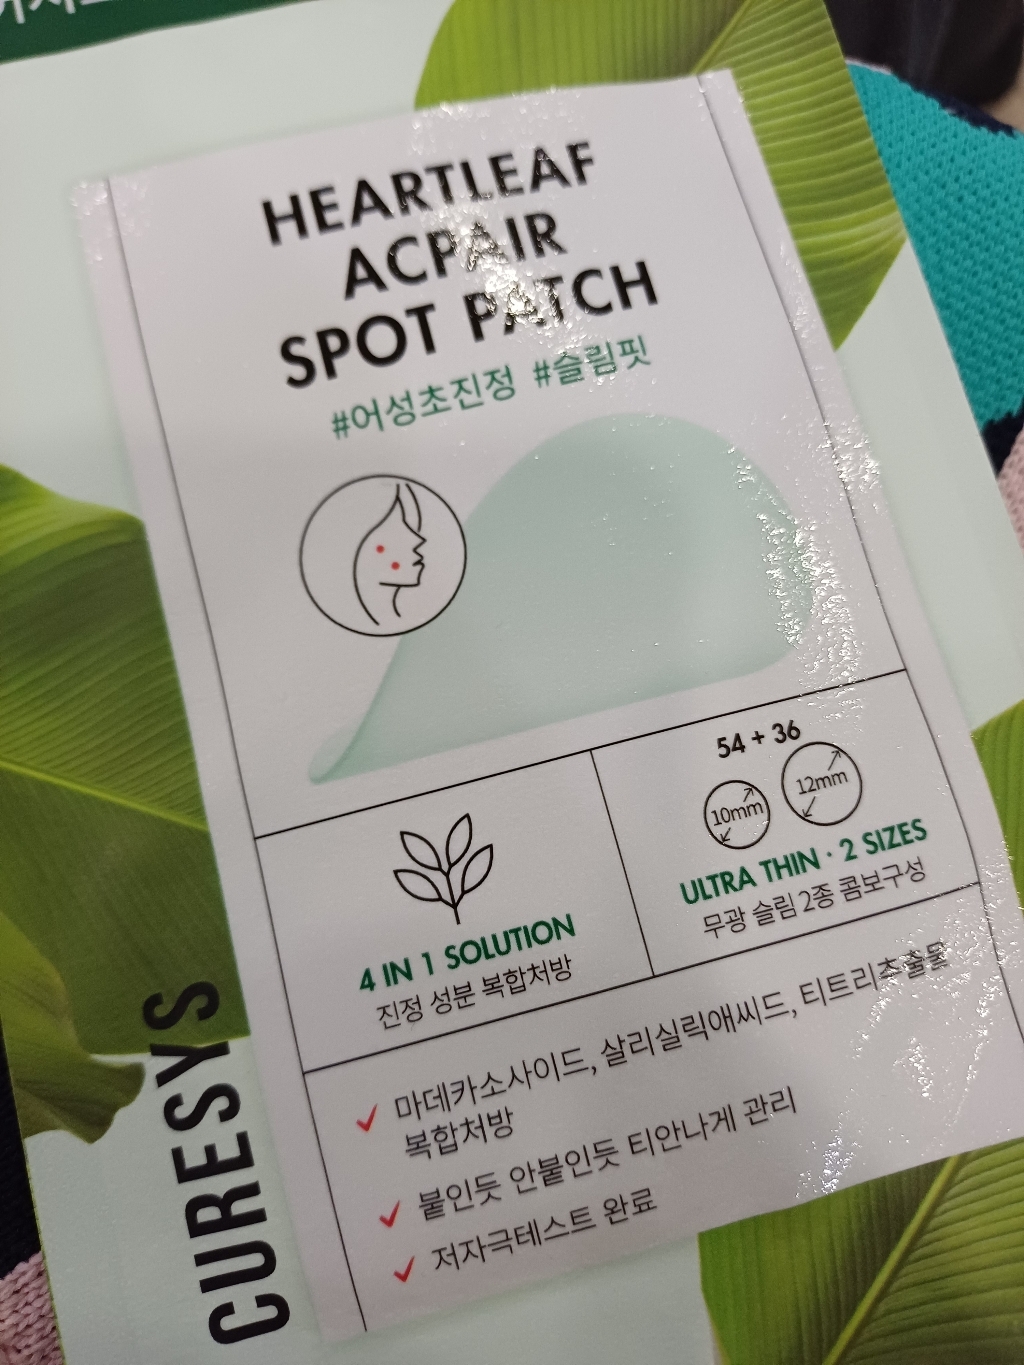 HEARTLEAF
ACPAIR
SPOT PATCH
#어성초진정 #슬림핏
54 + 36
10mm 12mm
4 IN 1 SOLUTION
진정 성분 복합처방
ULTRA THIN · 2 SIZES
무광 슬림 2종 콤보구성
마데카소사이드, 살리실릭애씨드, 티트리추출물
복합처방
붙인듯 안붙인듯 티안나게 관리
저자극테스트 완료
CURESYS